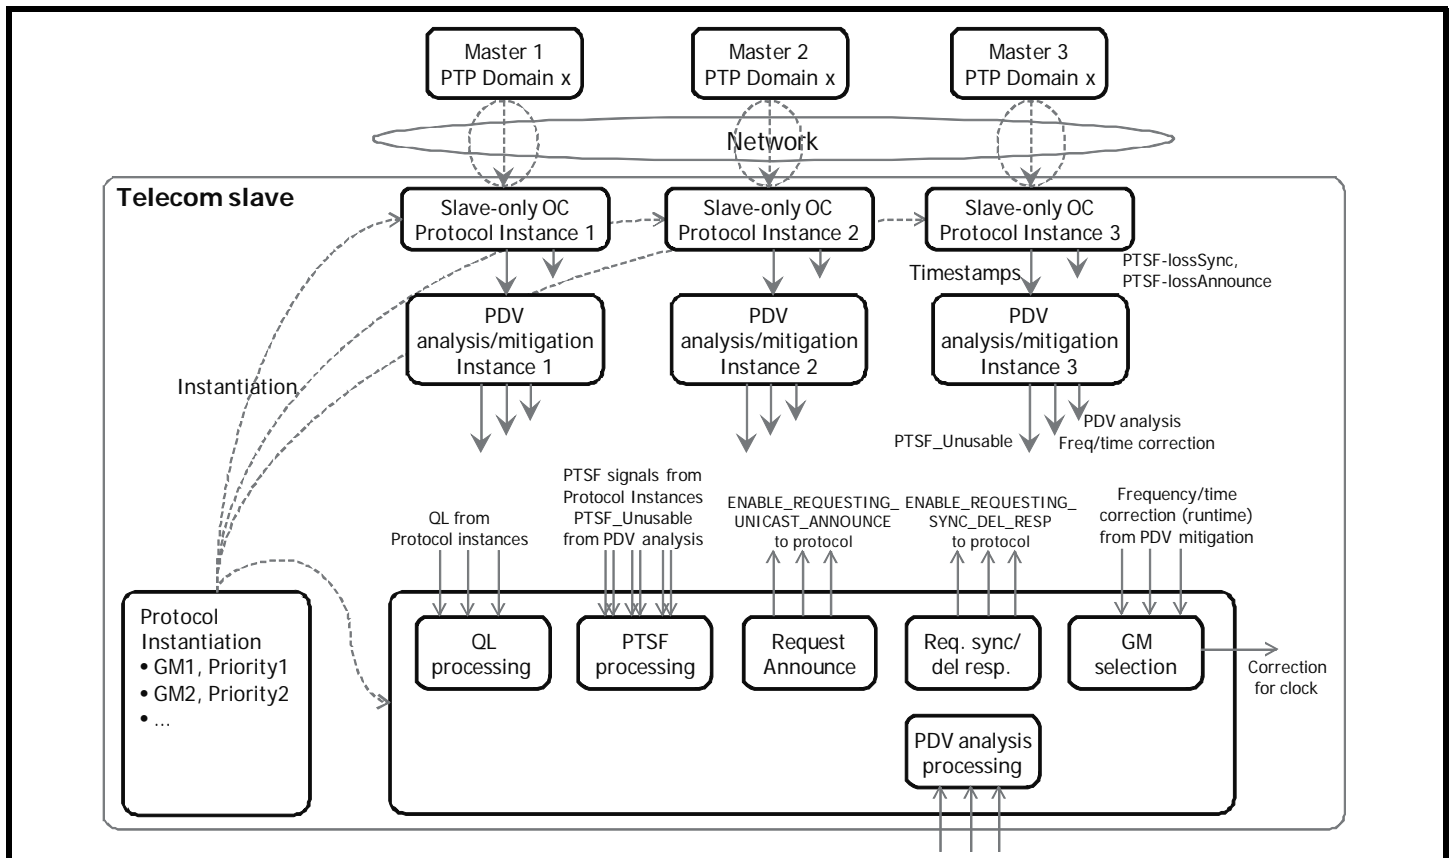 Master 1
PTP Domain x
Master 2
PTP Domain x
Master 3
PTP Domain x
Network
Telecom slave
Slave-only OC
Protocol Instance 1
Slave-only OC
Protocol Instance 2
Slave-only OC
Protocol Instance 3
Timestamps
PTSF-lossSync,
PTSF-lossAnnounce
PDV
analysis/mitigation
Instance 1
PDV
analysis/mitigation
Instance 2
PDV
analysis/mitigation
Instance 3
Instantiation
PTSF_Unusable
PDV analysis
Freq/time correction
QL from
Protocol instances
PTSF signals from
Protocol Instances
PTSF_Unusable
from PDV analysis
ENABLE_REQUESTING_
UNICAST_ANNOUNCE
to protocol
ENABLE_REQUESTING_
SYNC_DEL_RESP
to protocol
Frequency/time
correction (runtime)
from PDV mitigation
Protocol
Instantiation
• GM1, Priority1
• GM2, Priority2
• ...
QL
processing
PTSF
processing
Request
Announce
Req. sync/
del resp.
GM
selection
Correction
for clock
PDV analysis
processing